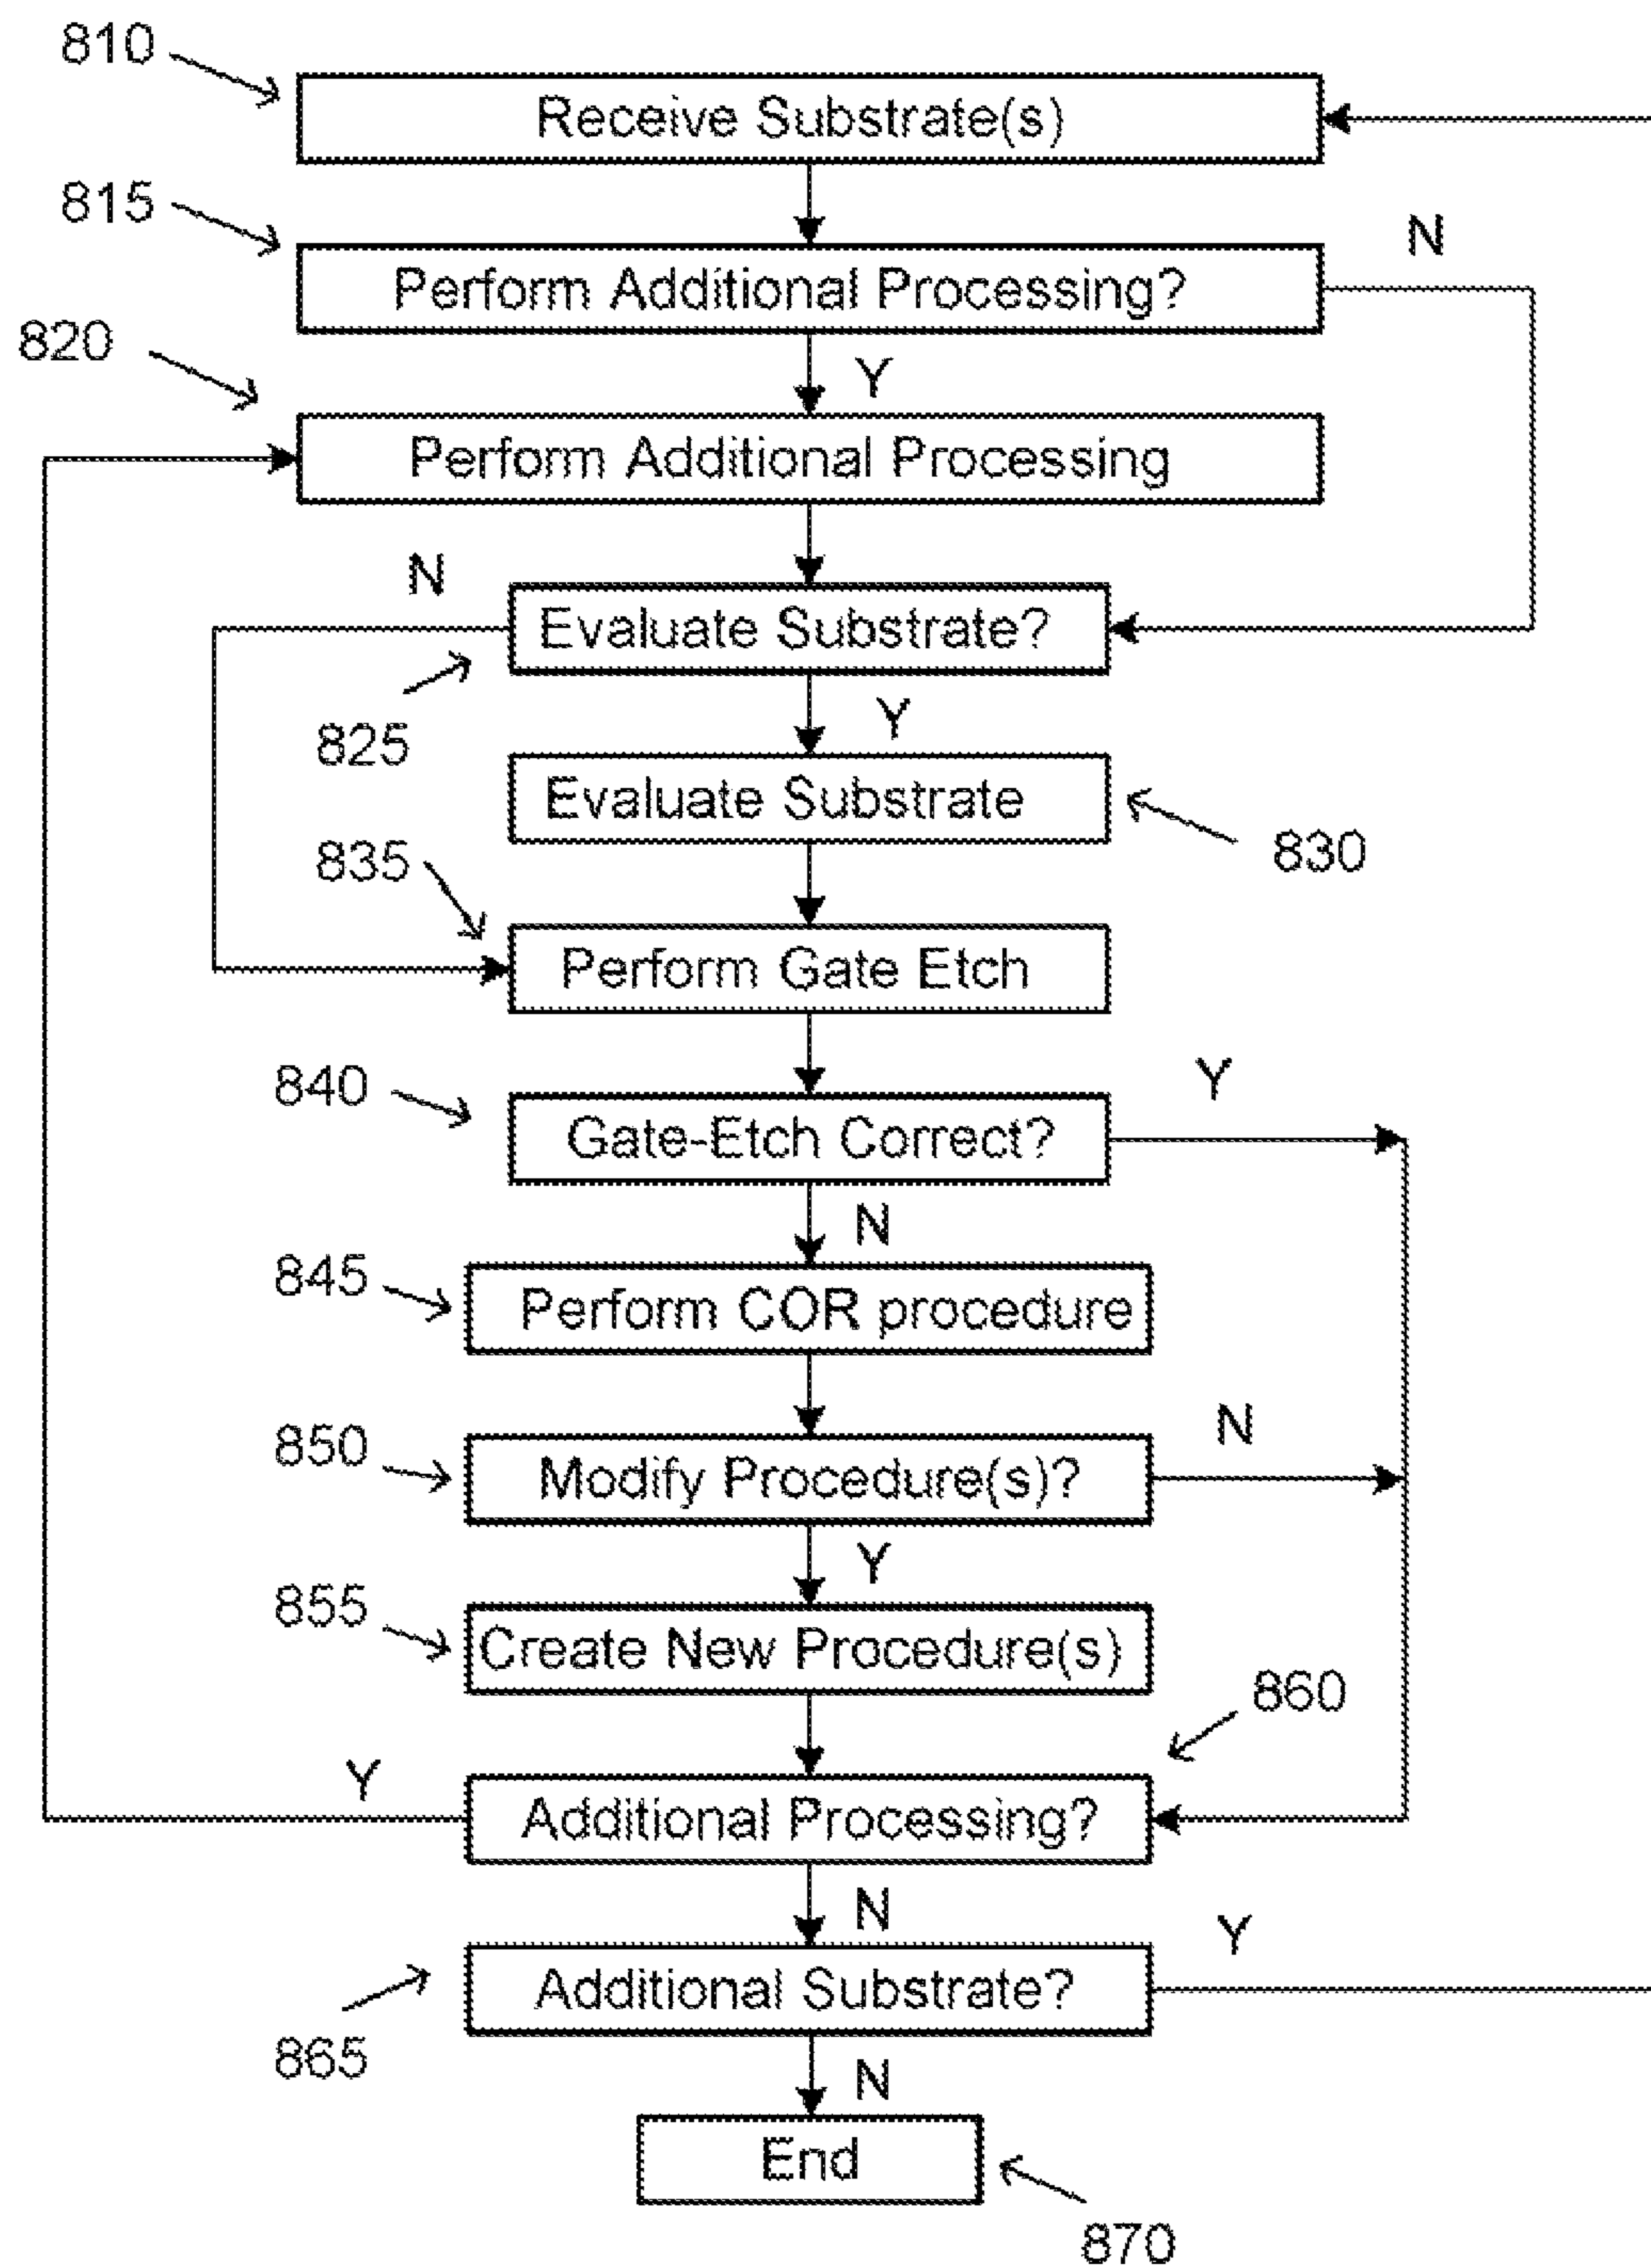 810
Receive Substrate(s)
815
N
Perform Additional Processing?
820
Y
Perform Additional Processing
N
Evaluate Substrate?
825
Y
Evaluate Substrate
830
835
Perform Gate Etch
840
Y
Gate-Etch Correct?
N
845
Perform COR procedure
850
N
Modify Procedure(s)?
Y
855
Create New Procedure(s)
860
Y
Additional Processing?
N
Y
Additional Substrate?
865
N
End
870